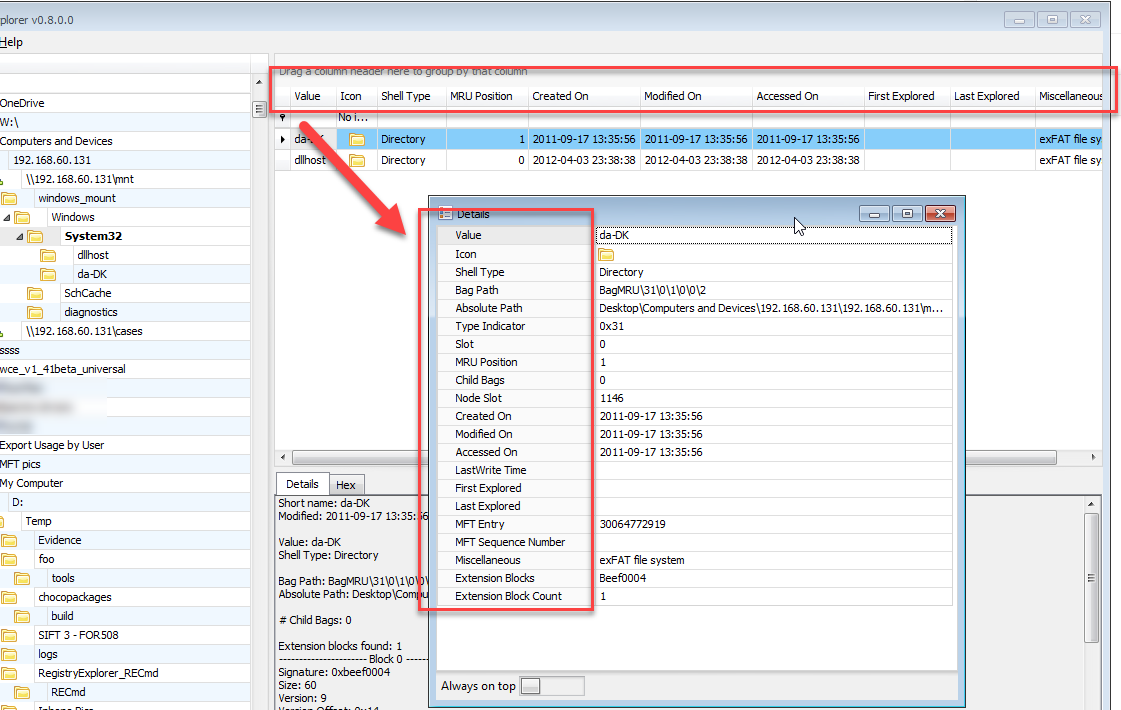 plorer v0.8.0.0
Help
Drag a column header here to group by that column
Value Icon Shell Type MRU Position Created On Modified On Accessed On First Explored Last Explored Miscellaneous
No i...
da-DK Directory 1 2011-09-17 13:35:56 2011-09-17 13:35:56 2011-09-17 13:35:56 exFAT file sy
dllhost Directory 0 2012-04-03 23:38:38 2012-04-03 23:38:38 2012-04-03 23:38:38 exFAT file sy
OneDrive
W:\
Computers and Devices
192.168.60.131
\\192.168.60.131\mnt
windows_mount
Windows
System32
dllhost
da-DK
SchCache
diagnostics
\\192.168.60.131\cases
ssss
wce_v1_41beta_universal
Export Usage by User
MFT pics
My Computer
D:
Temp
Evidence
foo
tools
chocopackages
build
SIFT 3 - FOR508
logs
RegistryExplorer_RECmd
RECmd
Details
Value da-DK
Icon
Shell Type Directory
Bag Path BagMRU\31\0\1\0\0\2
Absolute Path Desktop\Computers and Devices\192.168.60.131\192.168.60.131\m...
Type Indicator 0x31
Slot 0
MRU Position 1
Child Bags 0
Node Slot 1146
Created On 2011-09-17 13:35:56
Modified On 2011-09-17 13:35:56
Accessed On 2011-09-17 13:35:56
LastWrite Time
First Explored
Last Explored
MFT Entry 30064772919
MFT Sequence Number
Miscellaneous exFAT file system
Extension Blocks Beef0004
Extension Block Count 1
Always on top
Details Hex
Short name: da-DK
Modified: 2011-09-17 13:35:56
Value: da-DK
Shell Type: Directory
Bag Path: BagMRU\31\0\1\0\0\
Absolute Path: Desktop\Compu
# Child Bags: 0
Extension blocks found: 1
---------------------- Block 0 ------
Signature: 0xbeef0004
Size: 60
Version: 9
Version Offset: 0x14